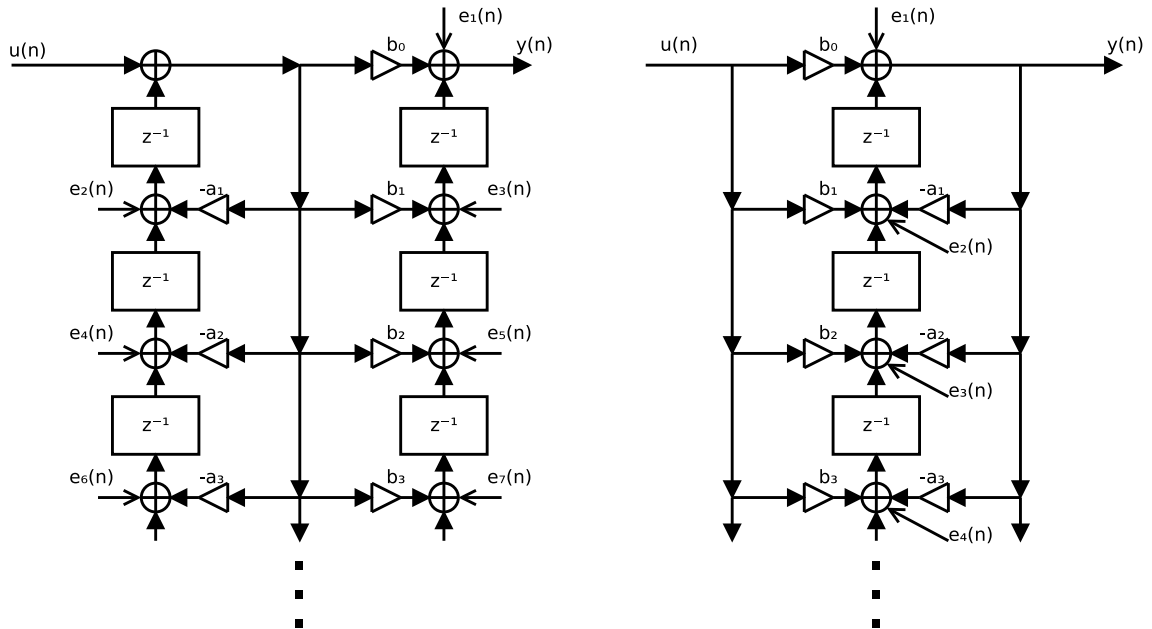 e₁(n)
u(n)
b₀
y(n)
z⁻¹
z⁻¹
e₂(n)
-a₁
b₁
e₃(n)
z⁻¹
z⁻¹
e₄(n)
-a₂
b₂
e₅(n)
z⁻¹
z⁻¹
e₆(n)
-a₃
b₃
e₇(n)
e₁(n)
u(n)
b₀
y(n)
z⁻¹
b₁
-a₁
e₂(n)
z⁻¹
b₂
-a₂
e₃(n)
z⁻¹
b₃
-a₃
e₄(n)